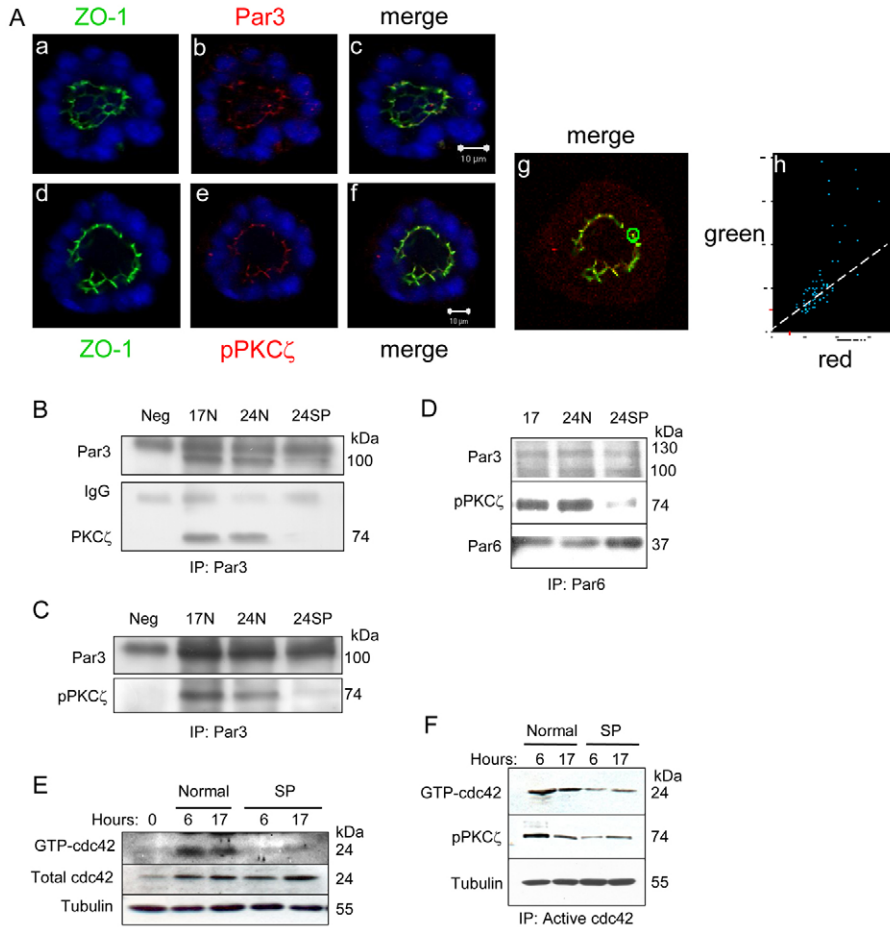 A
ZO-1 Par3 merge
a b c
10 µm
merge
d e f g h
green
10 µm
red
ZO-1 pPKCζ merge
B
Neg 17N 24N 24SP
kDa
Par3
100
IgG
PKCζ 74
IP: Par3
C
Neg 17N 24N 24SP
kDa
Par3 100
pPKCζ 74
IP: Par3
D
17 24N 24SP
kDa
Par3 130
100
pPKCζ 74
Par6 37
IP: Par6
E
Normal SP
Hours: 0 6 17 6 17
kDa
GTP-cdc42 24
Total cdc42 24
Tubulin 55
F
Normal SP
Hours: 6 17 6 17
kDa
GTP-cdc42 24
pPKCζ 74
Tubulin 55
IP: Active cdc42